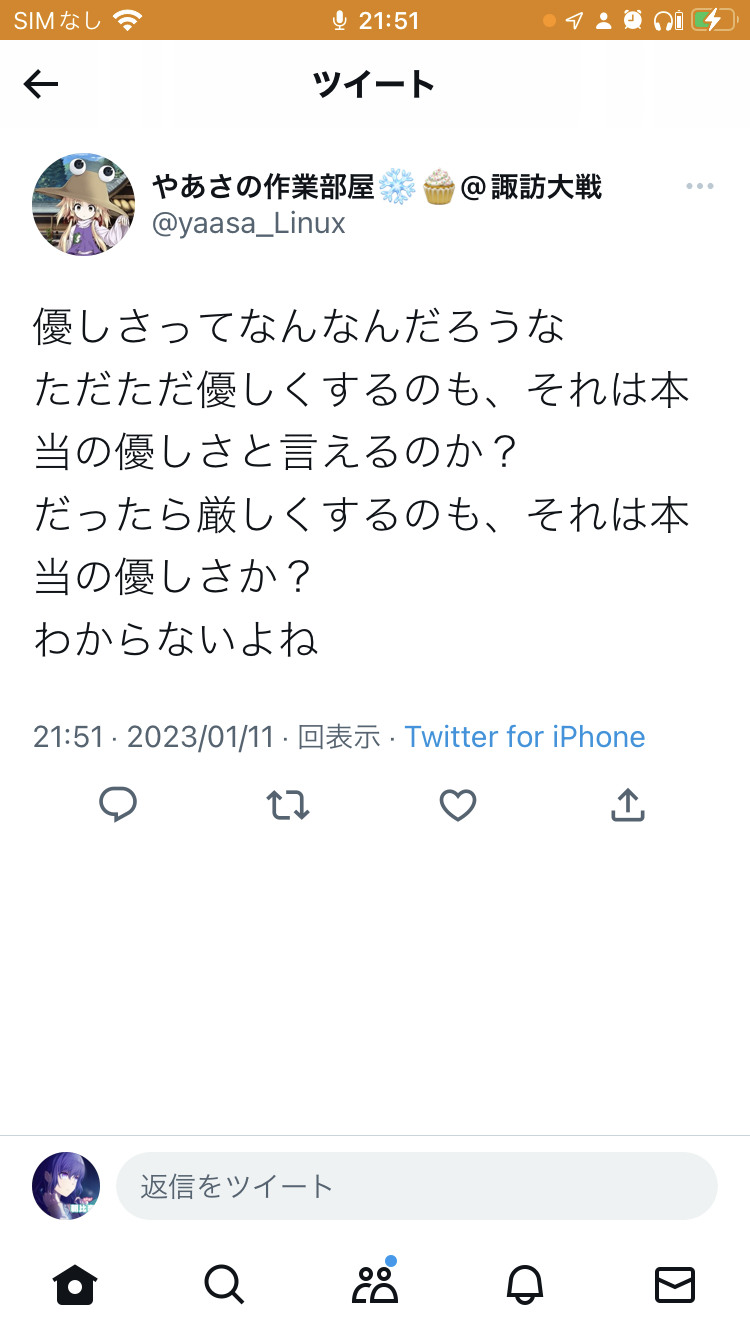 SIMなし 21:51
ツイート
やあさの作業部屋❄️🧁@諏訪大戦
@yaasa_Linux
優しさってなんなんだろうな
ただただ優しくするのも、それは本
当の優しさと言えるのか？
だったら厳しくするのも、それは本
当の優しさか？
わからないよね
21:51 · 2023/01/11 · 回表示 · Twitter for iPhone
返信をツイート